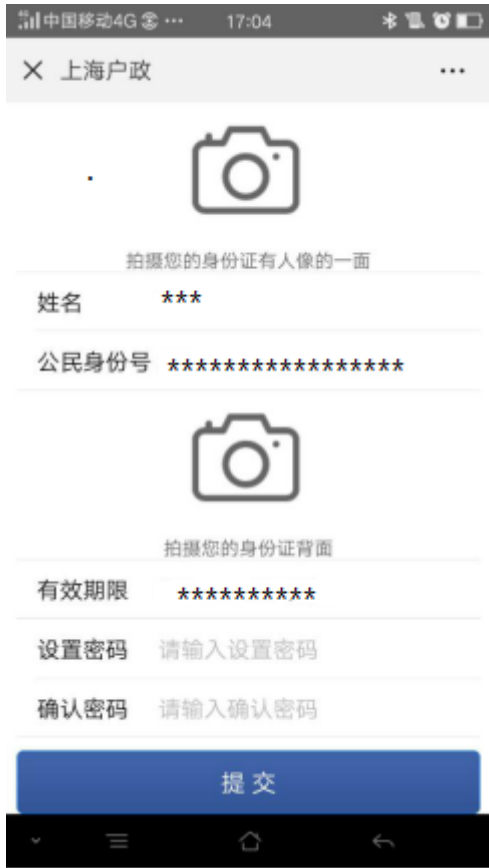 中国移动4G ··· 17:04
× 上海户政 ···
拍摄您的身份证有人像的一面
姓名 ***
公民身份号 *****************
拍摄您的身份证背面
有效期限 **********
设置密码 请输入设置密码
确认密码 请输入确认密码
提交